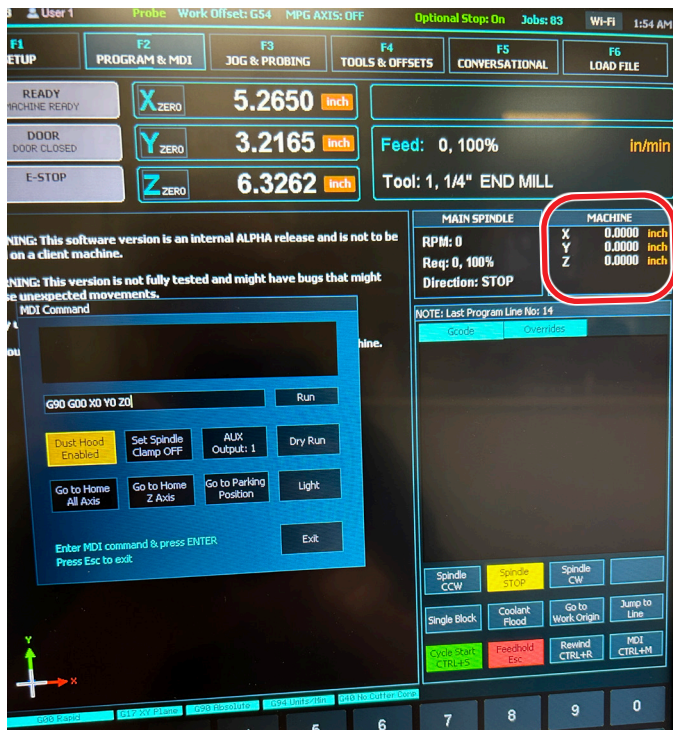 User 1
Probe Work Offset: G54 MPG AXIS: OFF
Optional Stop: On Jobs: 83 Wi-Fi 1:54 AM
F1
ETUP
F2
PROGRAM & MDI
F3
JOG & PROBING
F4
TOOLS & OFFSETS
F5
CONVERSATIONAL
F6
LOAD FILE
READY
MACHINE READY
X ZERO 5.2650 inch
DOOR
DOOR CLOSED
Y ZERO 3.2165 inch
Feed: 0, 100% in/min
E-STOP
Z ZERO 6.3262 inch
Tool: 1, 1/4" END MILL
NING: This software version is an internal ALPHA release and is not to be
on a client machine.
NING: This version is not fully tested and might have bugs that might
se unexpected movements.
hine.
MAIN SPINDLE
RPM: 0
Req: 0, 100%
Direction: STOP
MACHINE
X 0.0000 inch
Y 0.0000 inch
Z 0.0000 inch
MDI Command
G90 G00 X0 Y0 Z0
Run
Dust Hood
Enabled
Set Spindle
Clamp OFF
AUX
Output: 1
Dry Run
Go to Home
All Axis
Go to Home
Z Axis
Go to Parking
Position
Light
Enter MDI command & press ENTER
Press Esc to exit
Exit
NOTE: Last Program Line No: 14
Gcode Overrides
Spindle
CCW
Spindle
STOP
Spindle
CW
Single Block
Coolant
Flood
Go to
Work Origin
Jump to
Line
Cycle Start
CTRL+S
Feedhold
Esc
Rewind
CTRL+R
MDI
CTRL+M
Y
X
G00 Rapid G17 XY Plane G90 Absolute G94 Units/Min G40 No Cutter Comp
6 7 8 9 0